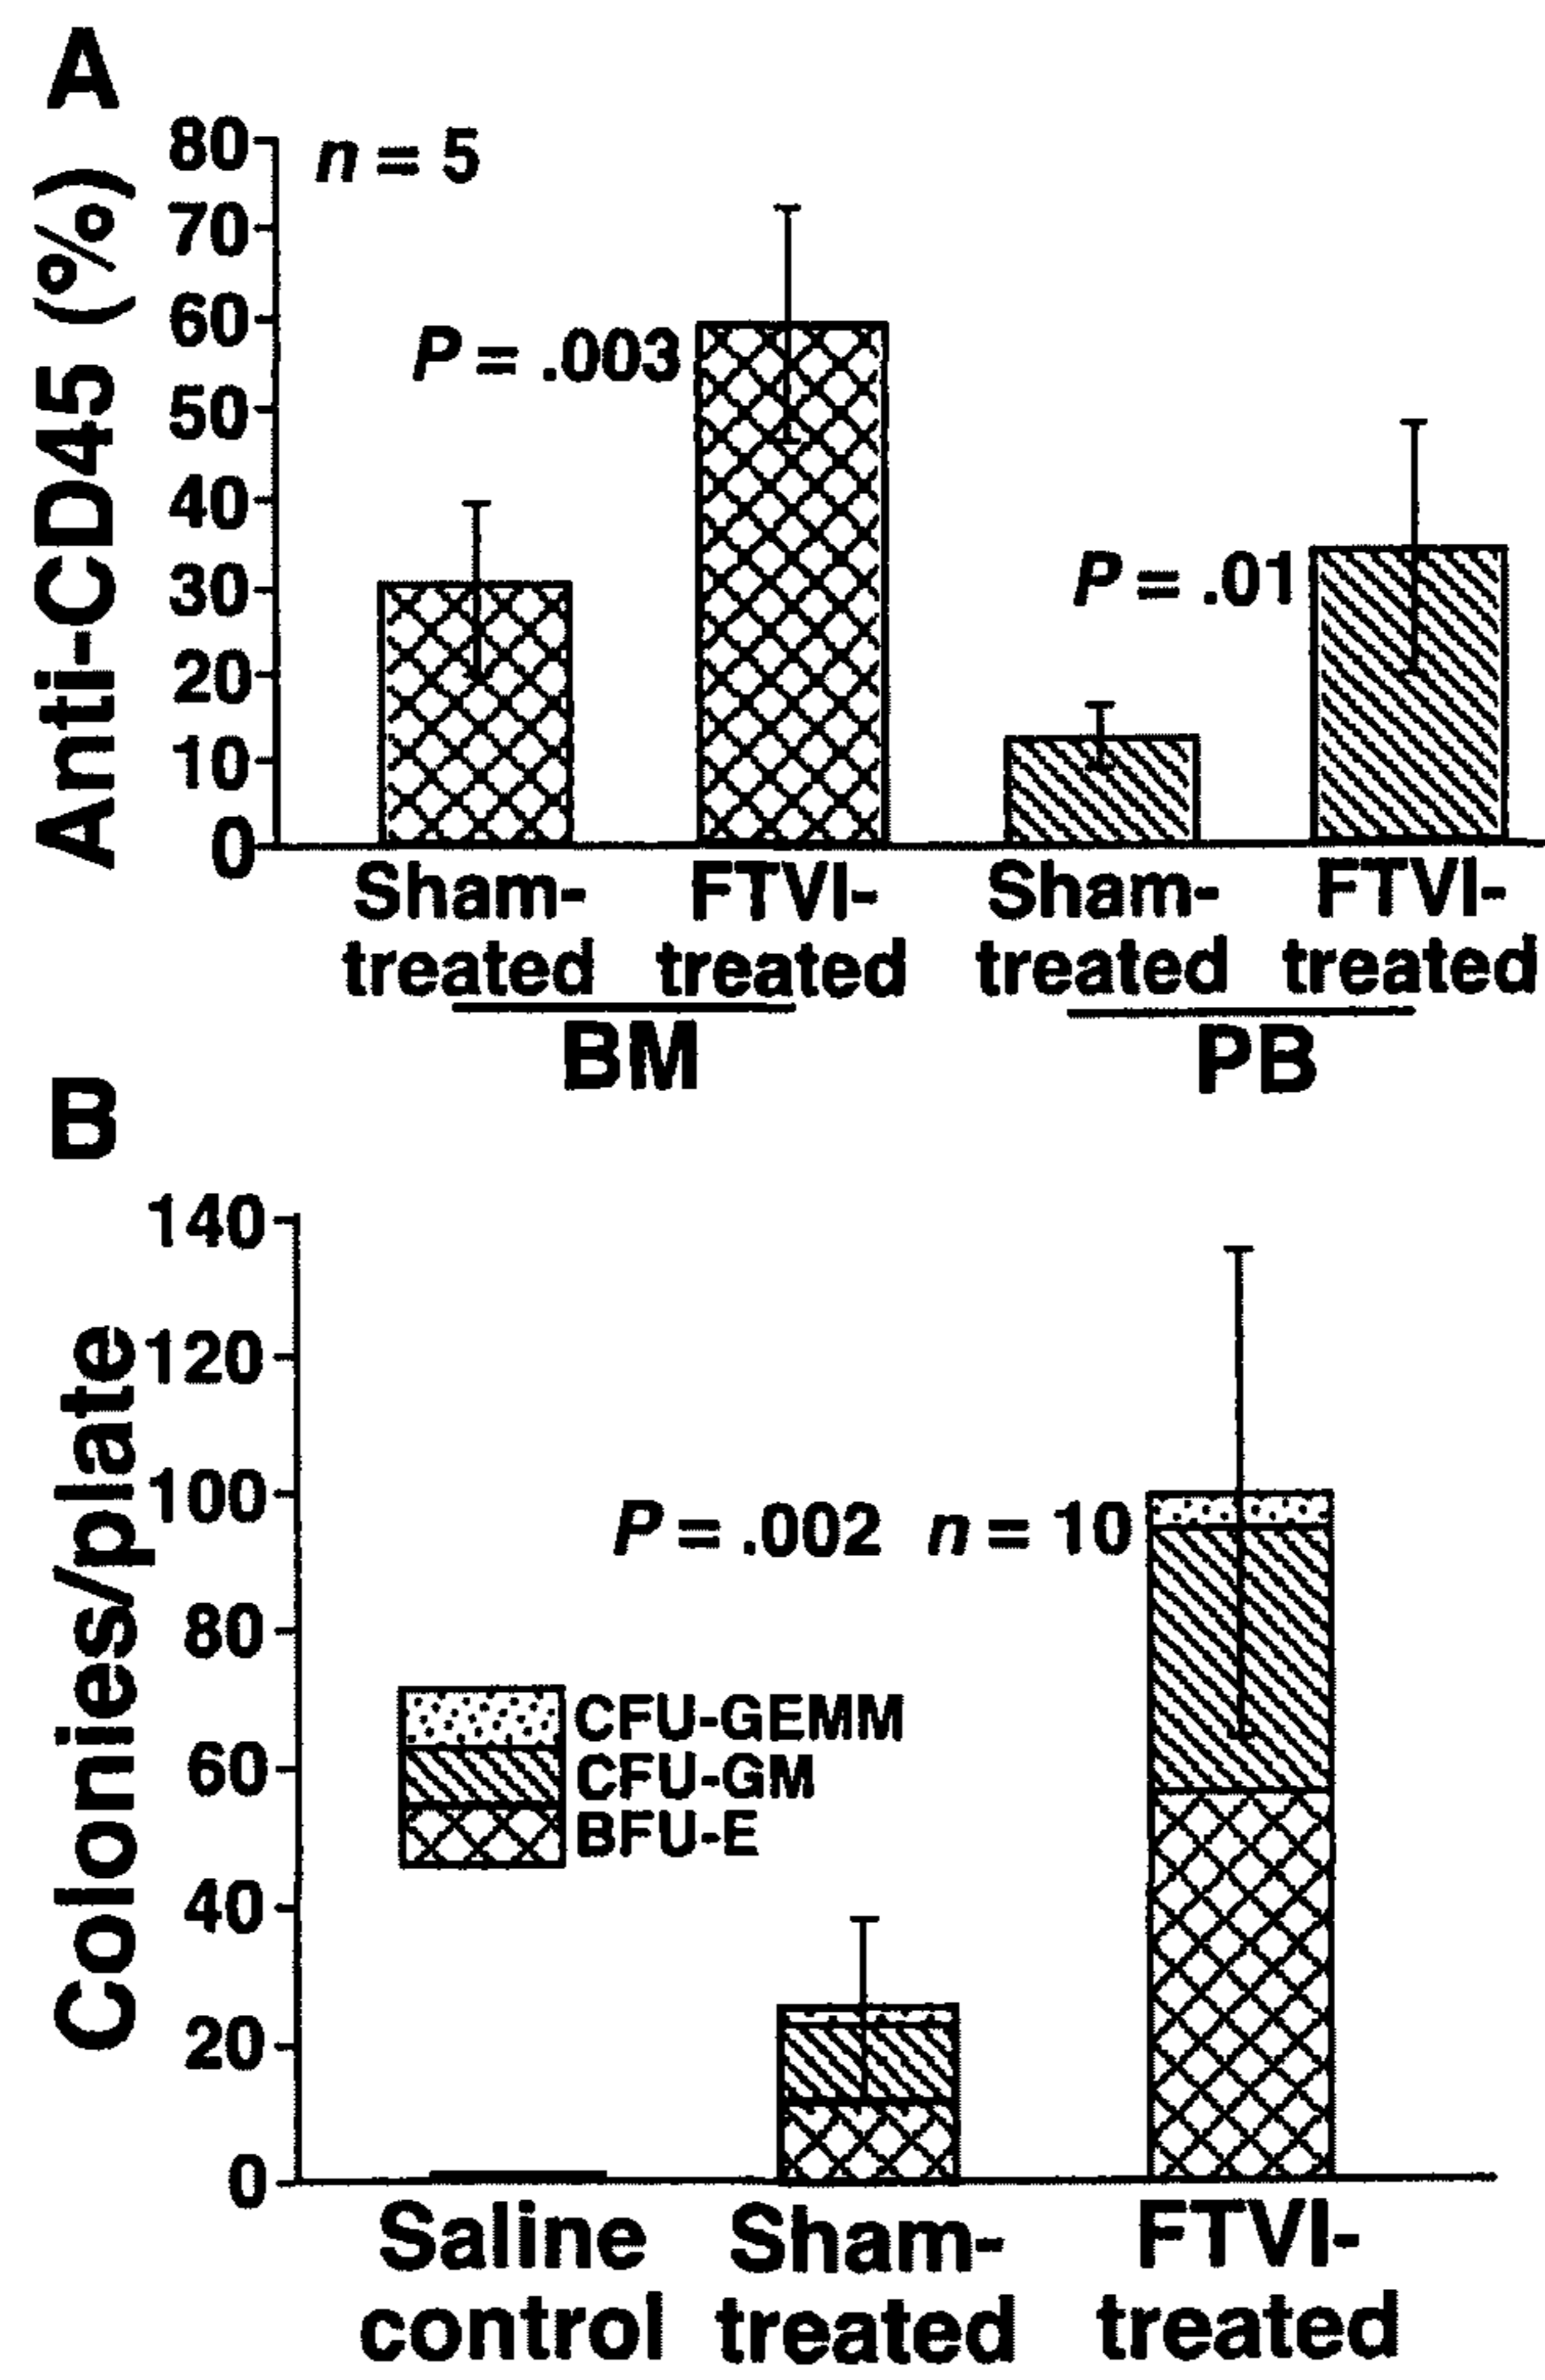 A
Anti-CD45 (%)
80
70
60
50
40
30
20
10
0
n = 5
P = .003
P = .01
Sham-treated
FTVI-treated
Sham-treated
FTVI-treated
BM
PB
B
Colonies/plate
140
120
100
80
60
40
20
0
P = .002 n = 10
CFU-GEMM
CFU-GM
BFU-E
Saline control
Sham-treated
FTVI-treated